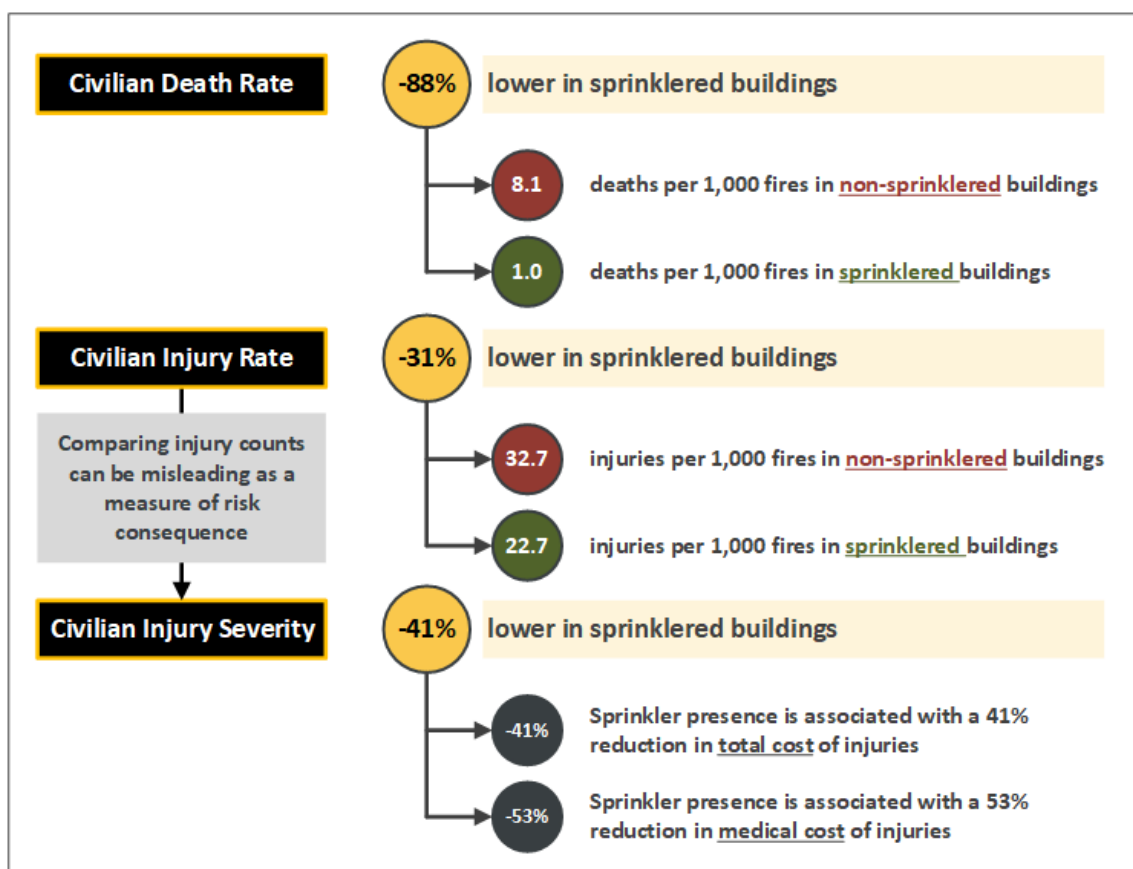 Civilian Death Rate
-88%
lower in sprinklered buildings
8.1
deaths per 1,000 fires in non-sprinklered buildings
1.0
deaths per 1,000 fires in sprinklered buildings
Civilian Injury Rate
-31%
lower in sprinklered buildings
Comparing injury counts
can be misleading as a
measure of risk
consequence
32.7
injuries per 1,000 fires in non-sprinklered buildings
22.7
injuries per 1,000 fires in sprinklered buildings
Civilian Injury Severity
-41%
lower in sprinklered buildings
-41%
Sprinkler presence is associated with a 41%
reduction in total cost of injuries
-53%
Sprinkler presence is associated with a 53%
reduction in medical cost of injuries